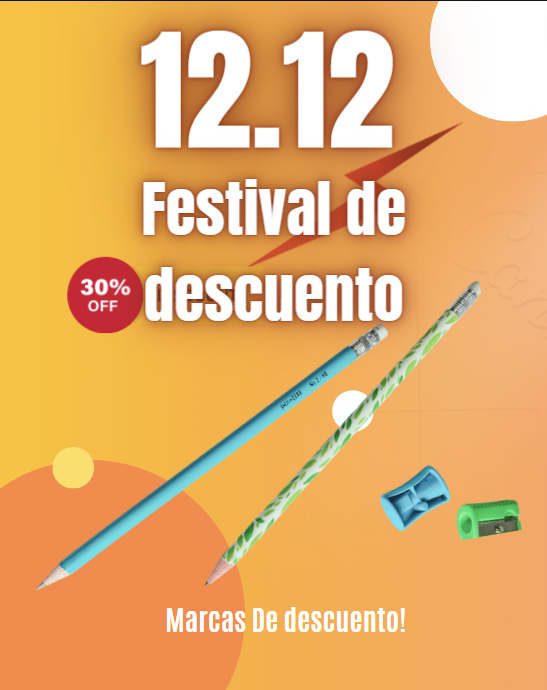 12.12
Festival de
descuento
30%
OFF
Marcas De descuento!